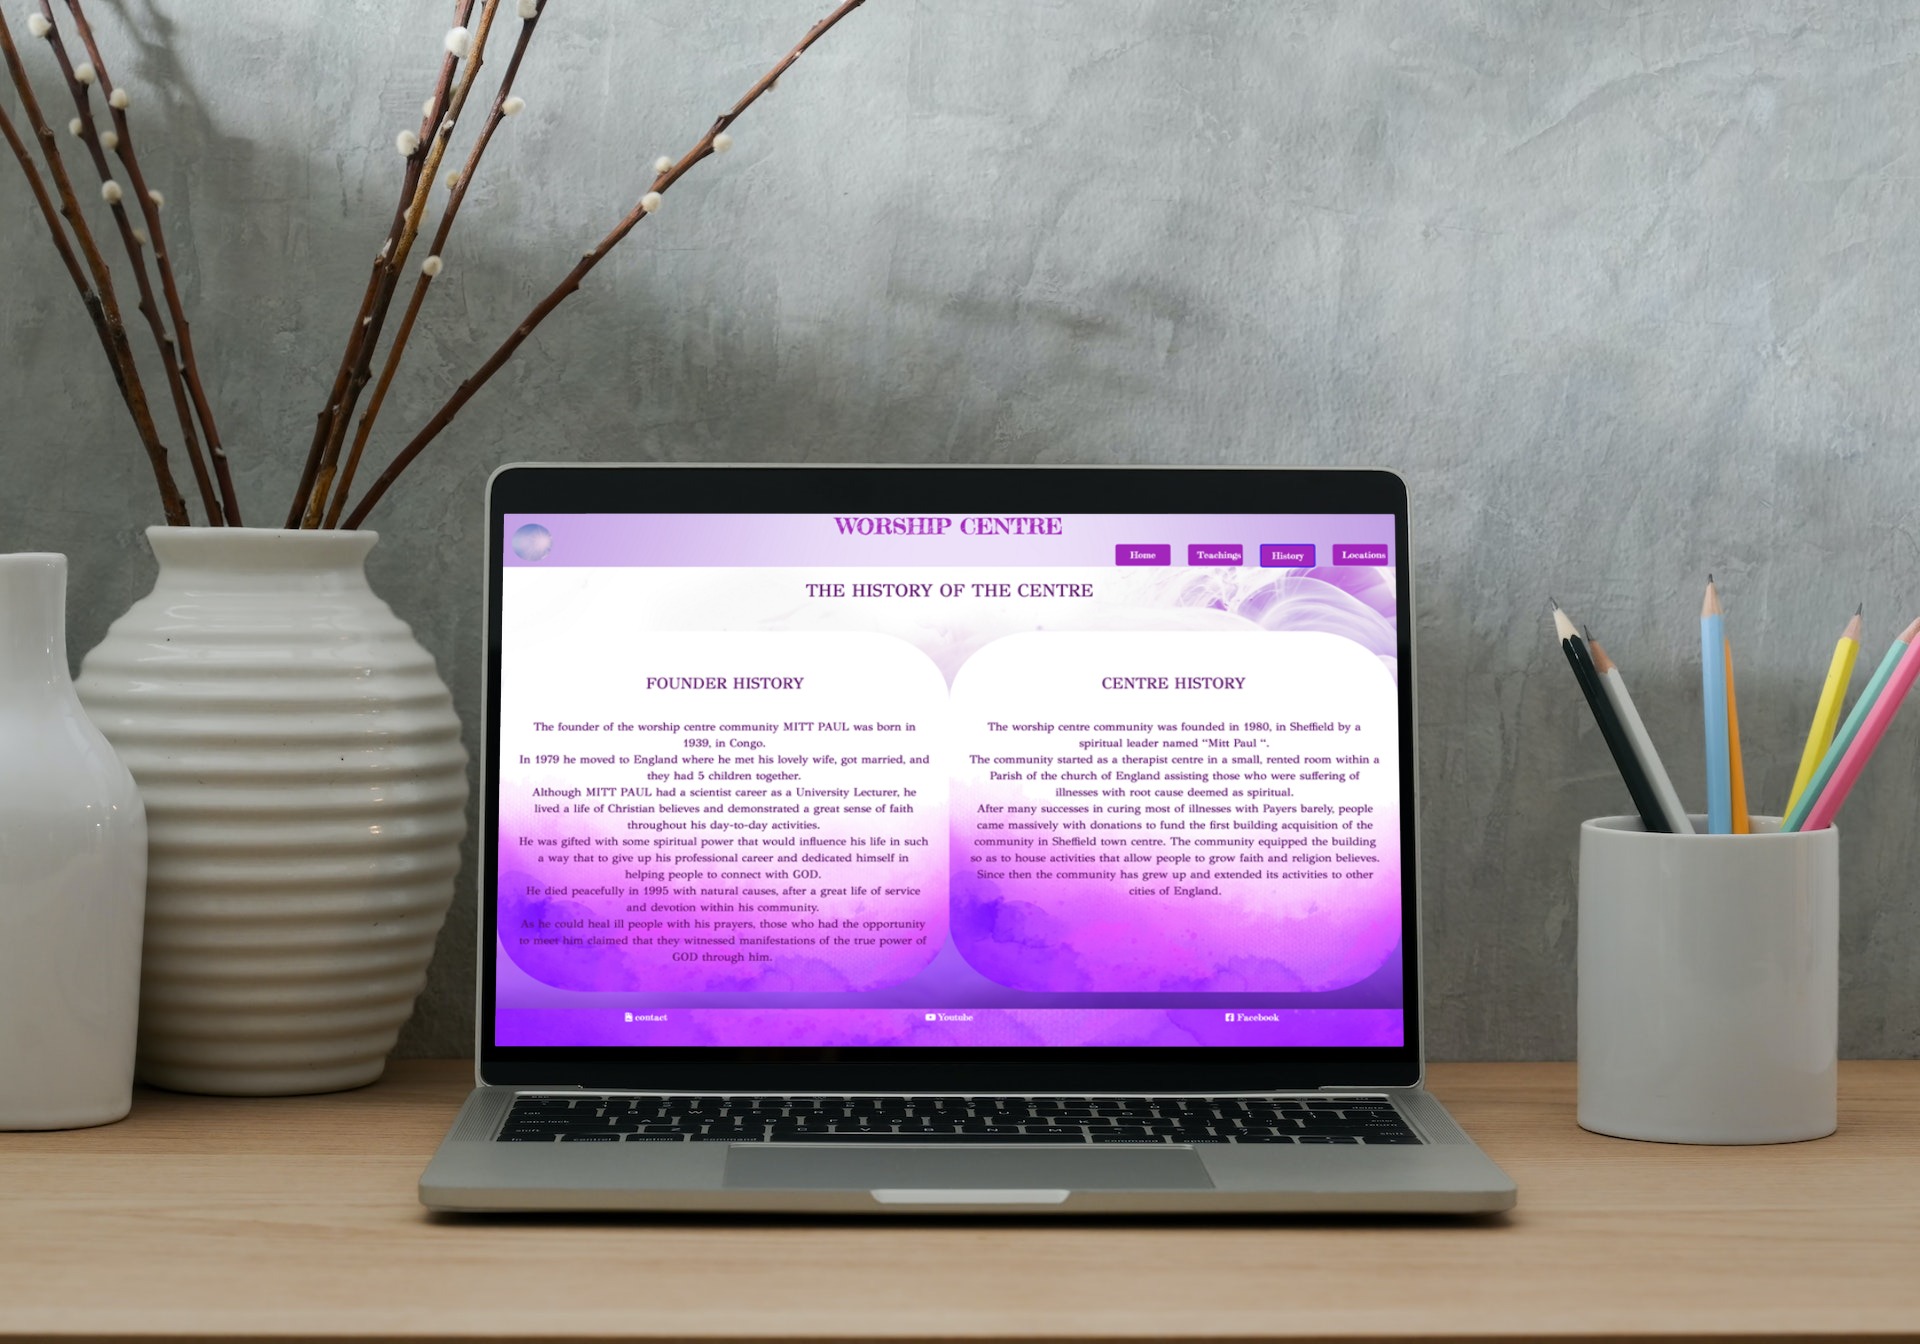 WORSHIP CENTRE
Home
Teachings
History
Locations
THE HISTORY OF THE CENTRE
FOUNDER HISTORY
The founder of the worship centre community MITT PAUL was born in
1939, in Congo.
In 1979 he moved to England where he met his lovely wife, got married, and
they had 5 children together.
Although MITT PAUL had a scientist career as a University Lecturer, he
lived a life of Christian believes and demonstrated a great sense of faith
throughout his day-to-day activities.
He was gifted with some spiritual power that would influence his life in such
a way that to give up his professional career and dedicated himself in
helping people to connect with GOD.
He died peacefully in 1995 with natural causes, after a great life of service
and devotion within his community.
As he could heal ill people with his prayers, those who had the opportunity
to meet him claimed that they witnessed manifestations of the true power of
GOD through him.
CENTRE HISTORY
The worship centre community was founded in 1980, in Sheffield by a
spiritual leader named “Mitt Paul “.
The community started as a therapist centre in a small, rented room within a
Parish of the church of England assisting those who were suffering of
illnesses with root cause deemed as spiritual.
After many successes in curing most of illnesses with Payers barely, people
came massively with donations to fund the first building acquisition of the
community in Sheffield town centre. The community equipped the building
so as to house activities that allow people to grow faith and religion believes.
Since then the community has grew up and extended its activities to other
cities of England.
contact
Youtube
Facebook